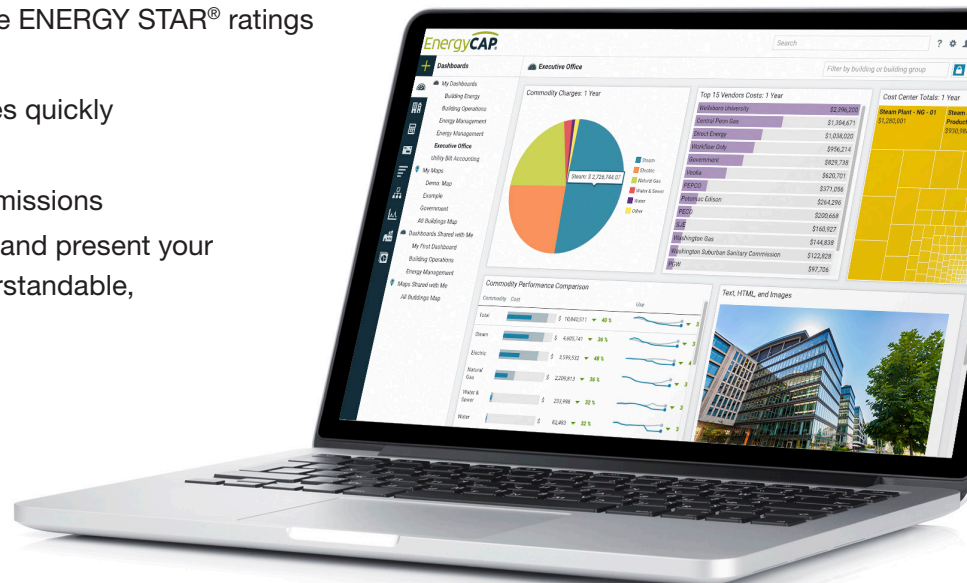 e ENERGY STAR® ratings
es quickly
missions
and present your
rstandable,
EnergyCAP.
Search
Dashboards
Executive Office
Filter by building or building group
My Dashboards
Building Energy
Building Operations
Energy Management
Energy Management
Executive Office
Utility Bill Accounting
My Maps
Demo. Map
Example
Government
All Buildings Map
Dashboards Shared with Me
My First Dashboard
Building Operations
Energy Management
Maps Shared with Me
All Buildings Map
Commodity Charges: 1 Year
Steam: $ 2,728,744.07
Steam
Electric
Natural Gas
Water & Sewer
Water
Other
Top 15 Vendors Costs: 1 Year
Wellsboro University $2,396,200
Central Penn Gas $1,304,671
Direct Energy $1,038,020
Workflow Only $956,214
Government $829,738
Veolia $620,701
PEPCO $371,056
Potomac Edison $264,296
PECO $200,668
SJE $160,927
Washington Gas $144,838
Washington Suburban Sanitary Commission $122,828
PGW $97,706
Cost Center Totals: 1 Year
Steam Plant - NG - 01
$1,280,001
Steam
Product
Commodity Performance Comparison
Commodity Cost Use
Total $ 10,840,511 40 %
Steam $ 4,605,741 36 %
Electric $ 3,599,532 48 %
Natural
Gas $ 2,209,813 36 %
Water &
Sewer $ 203,998 32 %
Water $ 82,483 32 %
Text, HTML, and Images